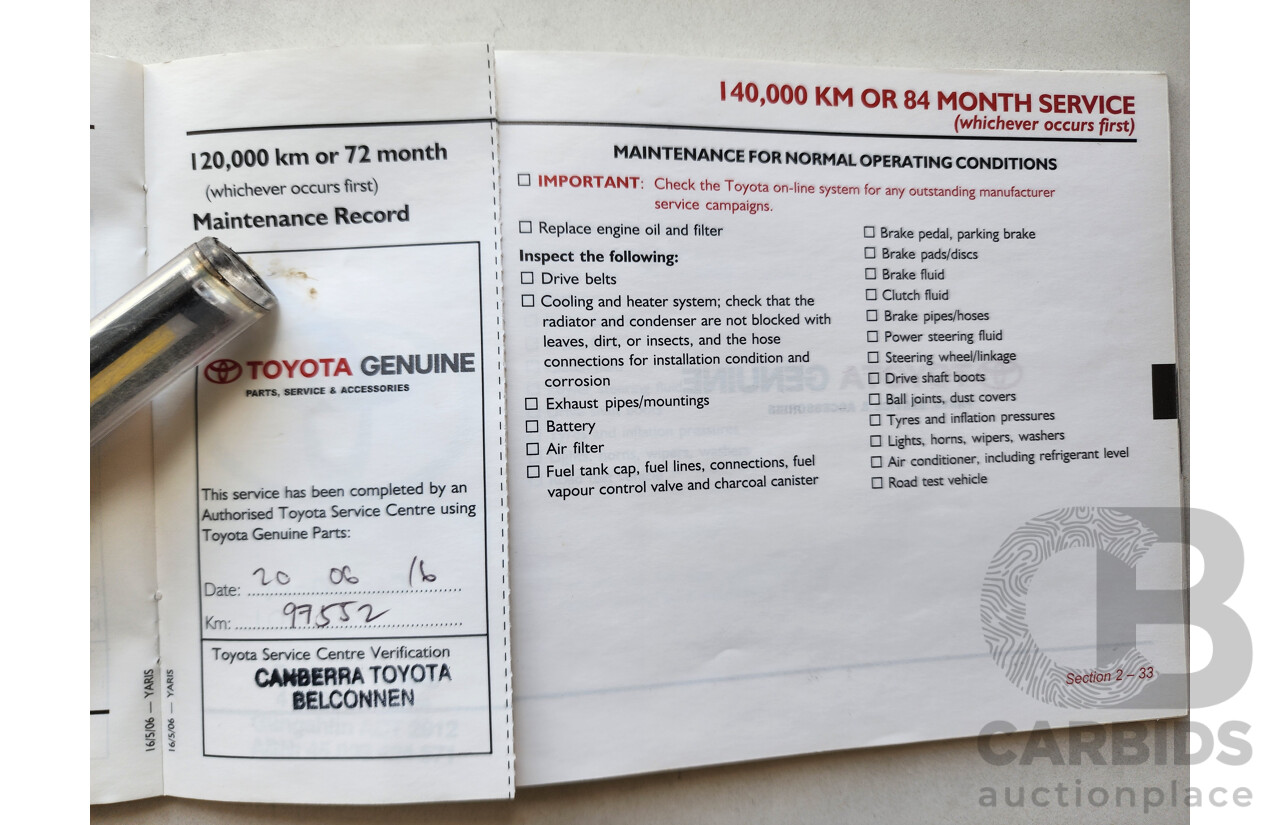 120,000 km or 72 month
(whichever occurs first)
Maintenance Record
TOYOTA GENUINE
PARTS, SERVICE & ACCESSORIES
This service has been completed by an
Authorised Toyota Service Centre using
Toyota Genuine Parts:
Date: 20 06 16
Km: 97552
Toyota Service Centre Verification
CANBERRA TOYOTA
BELCONNEN
16/5/06 — YARIS
16/5/06 — YARIS
140,000 KM OR 84 MONTH SERVICE
(whichever occurs first)
MAINTENANCE FOR NORMAL OPERATING CONDITIONS
IMPORTANT: Check the Toyota on-line system for any outstanding manufacturer
service campaigns.
Replace engine oil and filter
Inspect the following:
Drive belts
Cooling and heater system; check that the
radiator and condenser are not blocked with
leaves, dirt, or insects, and the hose
connections for installation condition and
corrosion
Exhaust pipes/mountings
Battery
Air filter
Fuel tank cap, fuel lines, connections, fuel
vapour control valve and charcoal canister
Brake pedal, parking brake
Brake pads/discs
Brake fluid
Clutch fluid
Brake pipes/hoses
Power steering fluid
Steering wheel/linkage
Drive shaft boots
Ball joints, dust covers
Tyres and inflation pressures
Lights, horns, wipers, washers
Air conditioner, including refrigerant level
Road test vehicle
Section 2 – 33
CB
CARBIDS
auctionplace